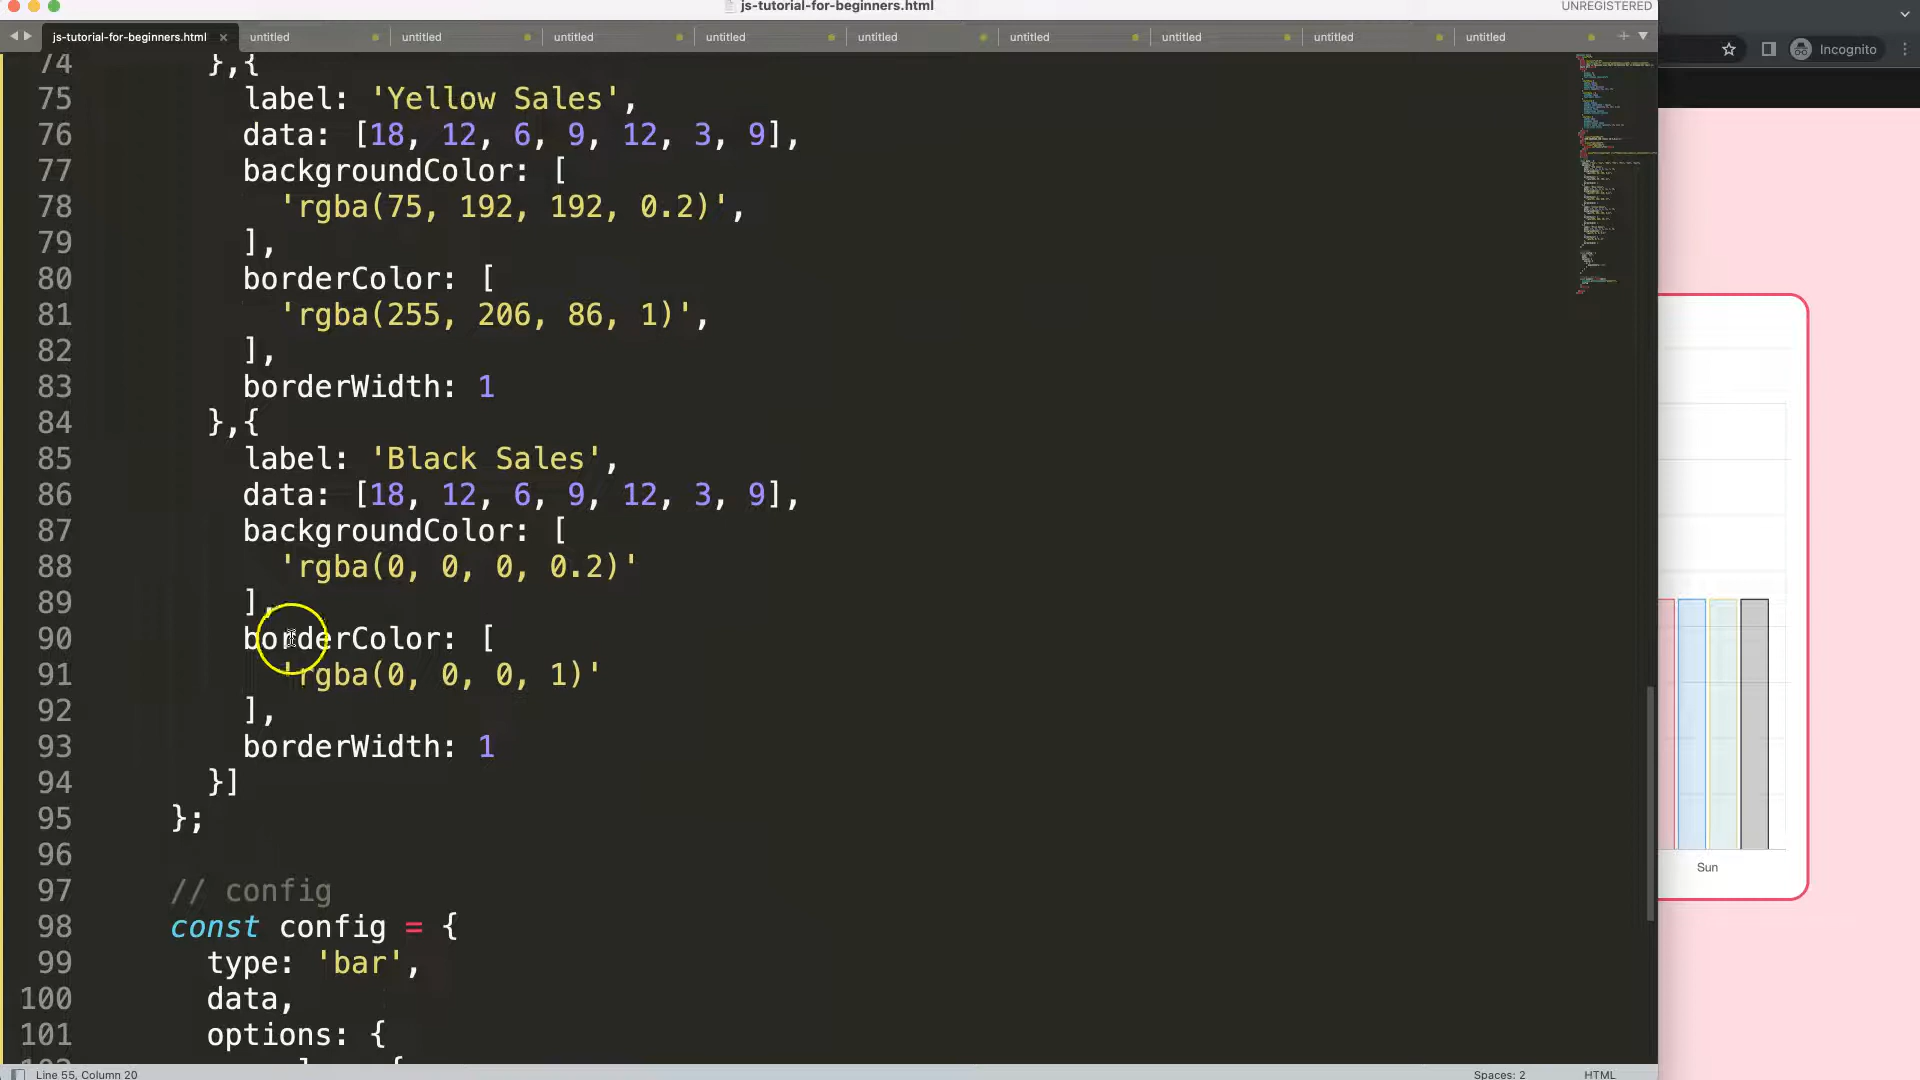 js-tutorial-for-beginners.html
UNREGISTERED
js-tutorial-for-beginners.html × untitled untitled untitled untitled untitled untitled untitled untitled untitled
Incognito
74 },{
75 label: 'Yellow Sales',
76 data: [18, 12, 6, 9, 12, 3, 9],
77 backgroundColor: [
78 'rgba(75, 192, 192, 0.2)',
79 ],
80 borderColor: [
81 'rgba(255, 206, 86, 1)',
82 ],
83 borderWidth: 1
84 },{
85 label: 'Black Sales',
86 data: [18, 12, 6, 9, 12, 3, 9],
87 backgroundColor: [
88 'rgba(0, 0, 0, 0.2)'
89 ],
90 borderColor: [
91 'rgba(0, 0, 0, 1)'
92 ],
93 borderWidth: 1
94 }]
95 };
96
97 // config
98 const config = {
99 type: 'bar',
100 data,
101 options: {
Sun
Line 55, Column 20
Spaces: 2
HTML